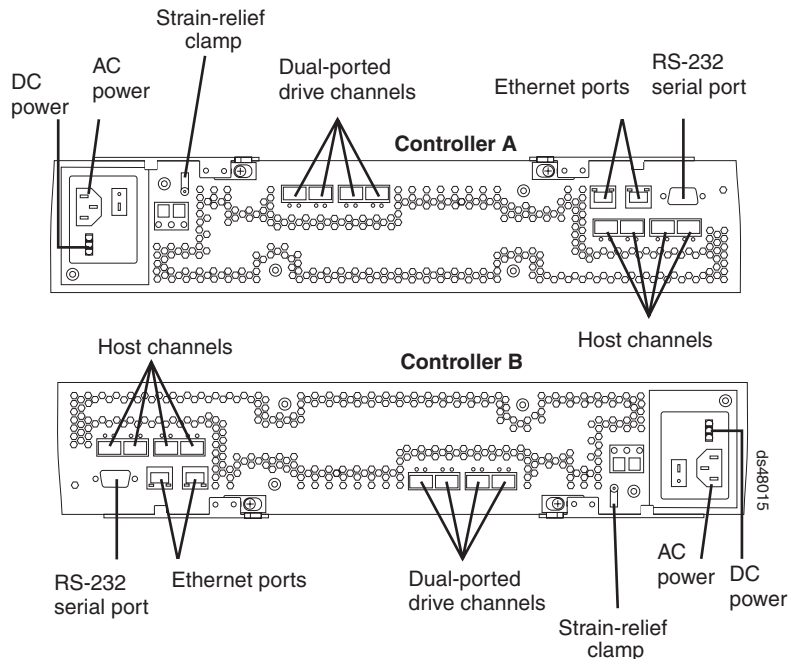 Strain-relief
clamp
DC
power
AC
power
Dual-ported
drive channels
Ethernet ports
RS-232
serial port
Controller A
Host channels
Host channels
Controller B
ds48015
RS-232
serial port
Ethernet ports
Dual-ported
drive channels
AC
power
DC
power
Strain-relief
clamp